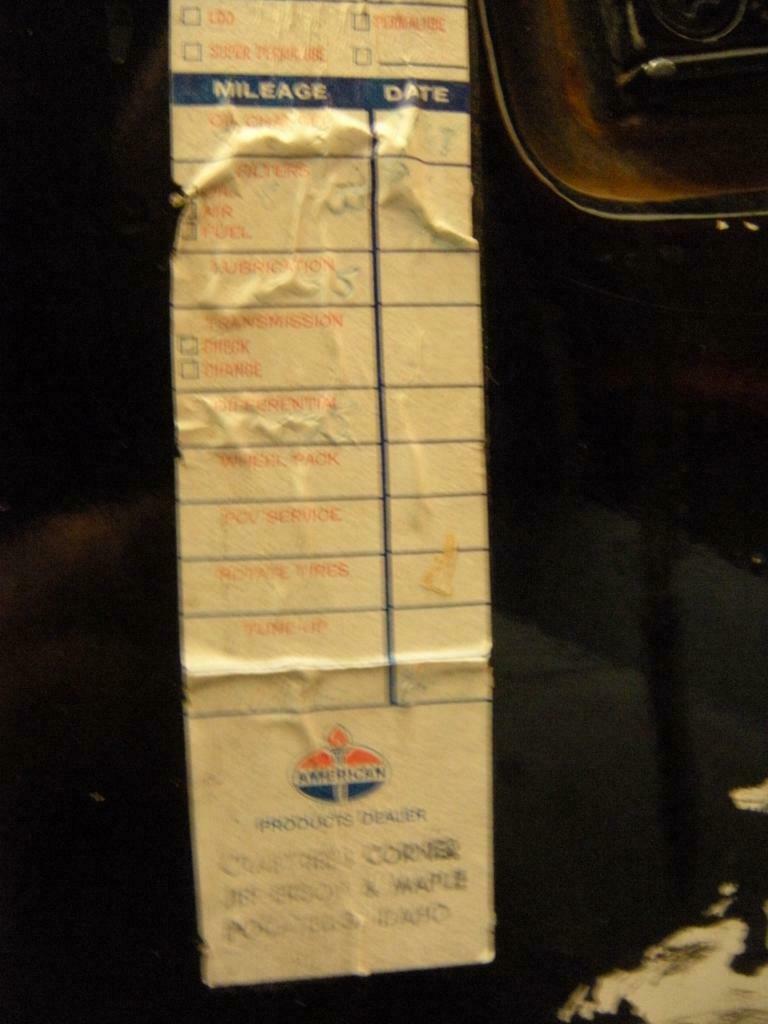 LDO PERMALUBE
SUPER PERMALUBE
MILEAGE DATE
OIL CHANGE
FILTERS
OIL
AIR
FUEL
LUBRICATION
TRANSMISSION
CHECK
CHANGE
DIFFERENTIAL
WHEEL PACK
PCV SERVICE
ROTATE TIRES
TUNE-UP
AMERICAN
PRODUCTS DEALER
CRABTREE'S CORNER
JEFFERSON & MAPLE
POCATELLO, IDAHO